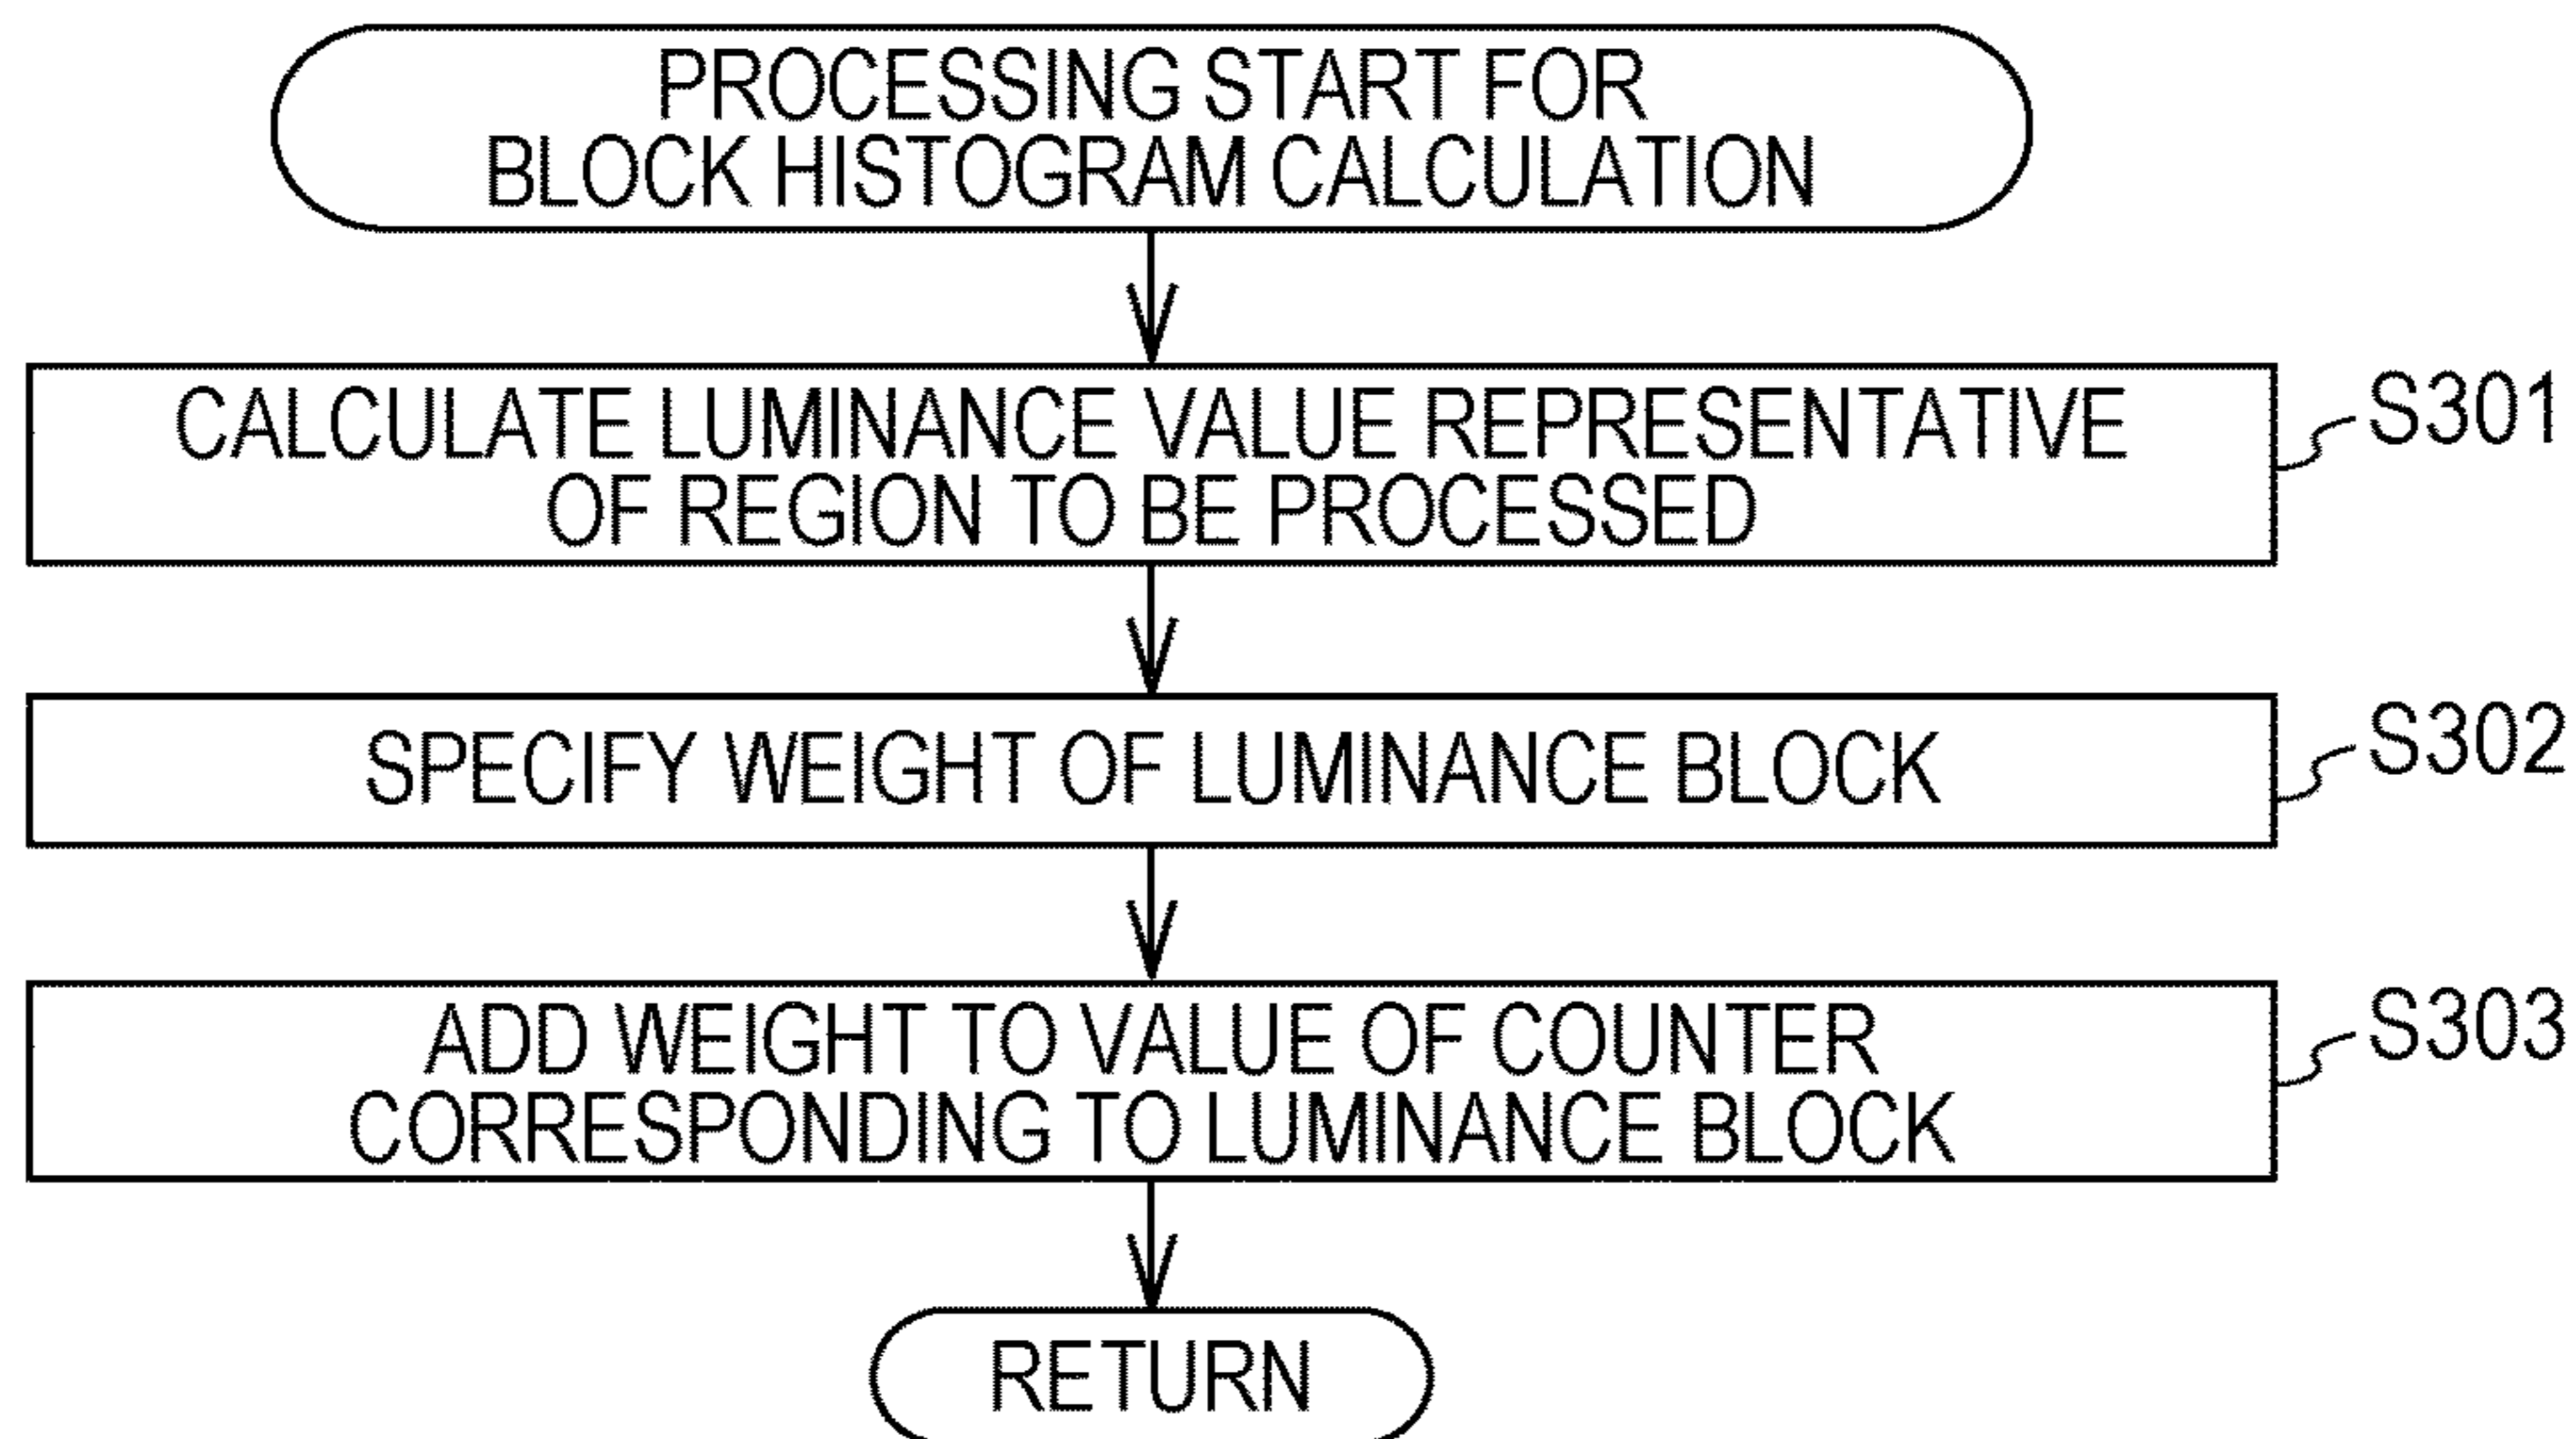 PROCESSING START FOR
BLOCK HISTOGRAM CALCULATION
CALCULATE LUMINANCE VALUE REPRESENTATIVE
OF REGION TO BE PROCESSED
S301
SPECIFY WEIGHT OF LUMINANCE BLOCK
S302
ADD WEIGHT TO VALUE OF COUNTER
CORRESPONDING TO LUMINANCE BLOCK
S303
RETURN